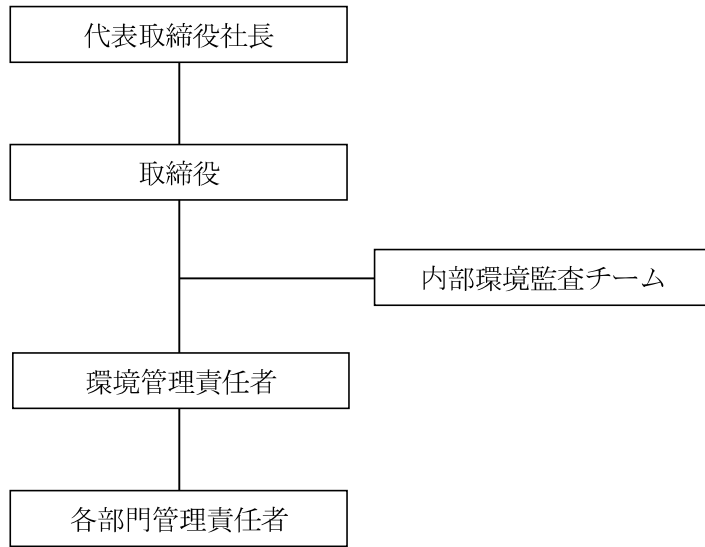 代表取締役社長
取締役
内部環境監査チーム
環境管理責任者
各部門管理責任者